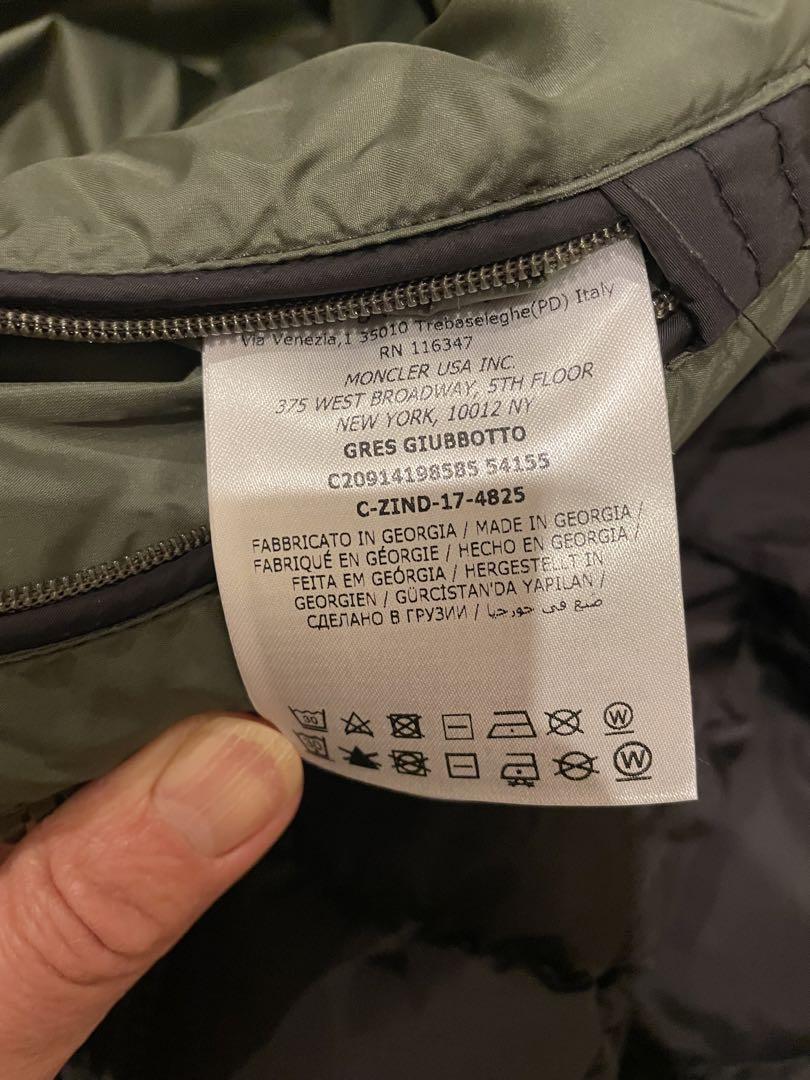 Via Venezia,1 35010 Trebaseleghe(PD) Italy
RN 116347
MONCLER USA INC.
375 WEST BROADWAY, 5TH FLOOR
NEW YORK, 10012 NY
GRES GIUBBOTTO
C20914198585 54155
C-ZIND-17-4825
FABBRICATO IN GEORGIA / MADE IN GEORGIA /
FABRIQUÉ EN GÉORGIE / HECHO EN GEORGIA /
FEITA EM GEÓRGIA / HERGESTELLT IN
GEORGIEN / GÜRCİSTAN'DA YAPILAN /
СДЕЛАНО В ГРУЗИИ / صنع في جورجيا
30 W
W